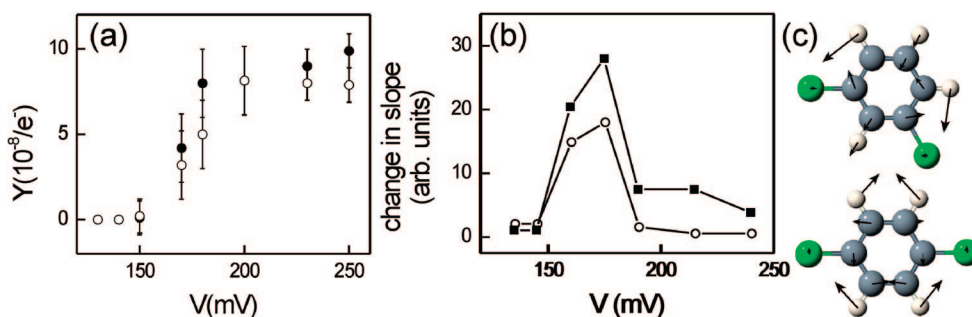 (a)
10
5
0
Y(10⁻⁸/e⁻)
150
200
250
V(mV)
(b)
30
20
10
0
change in slope
(arb. units)
150
200
250
V (mV)
(c)